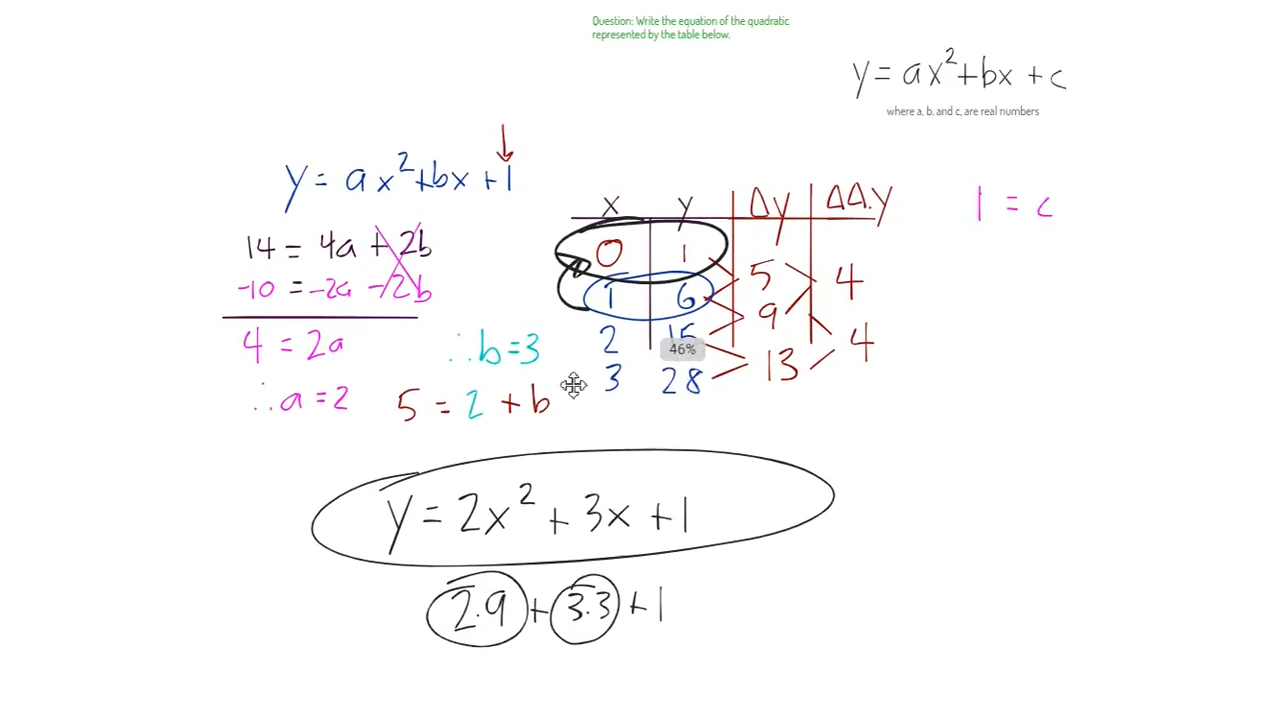 Question: Write the equation of the quadratic
represented by the table below.
y = ax²+bx +c
where a, b, and c, are real numbers
y = ax²+bx +1
x y Δy ΔΔy
1 = c
0 1
14 = 4a + 2b
5 4
-10 = -2a - 2b
1 6
9
4 = 2a
∴b=3
2 15
46%
4
3 28
13
∴a = 2
5 = 2 + b
y = 2x² + 3x +1
2.9 + 3.3 +1